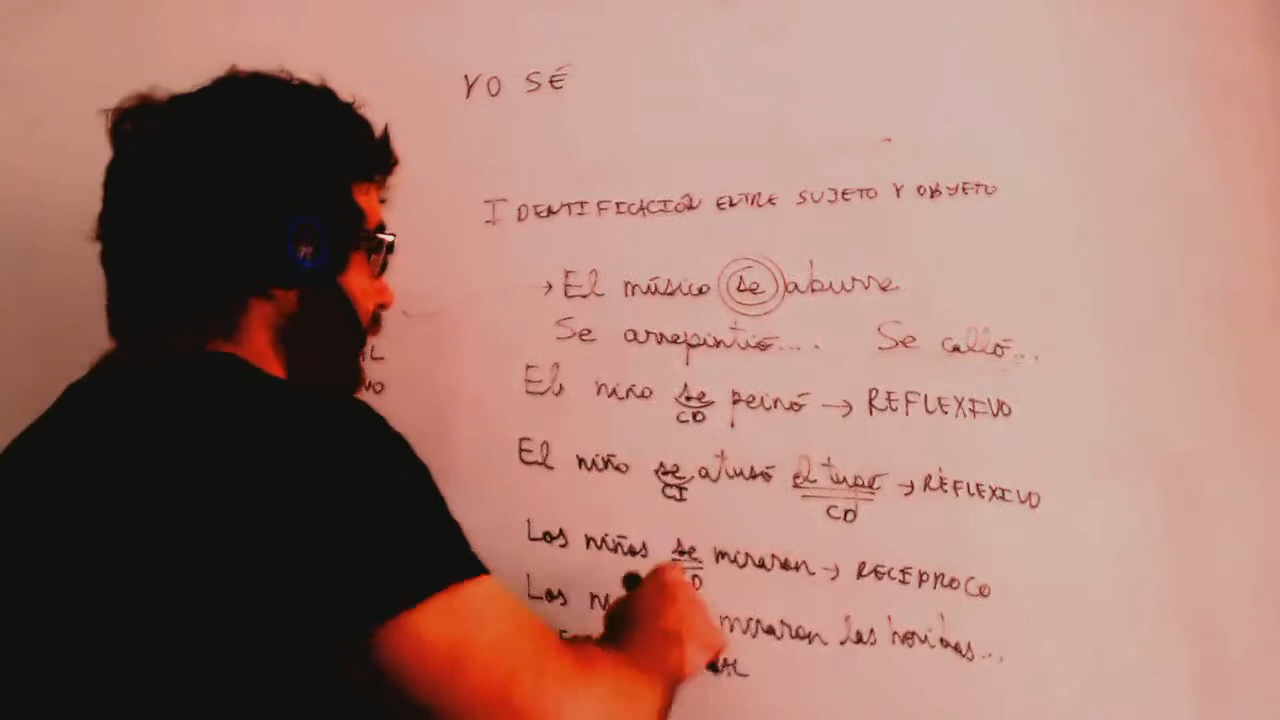 YO SÉ
IDENTIFICACIÓN ENTRE SUJETO Y OBJETO
→ El músico se aburre
Se arrepintió.... Se calló...
El niño se peinó → REFLEXIVO
CD
El niño se atusó el tupé → REFLEXIVO
CI CD
Los niños se miraron → RECÍPROCO
Los miraron las heridas...